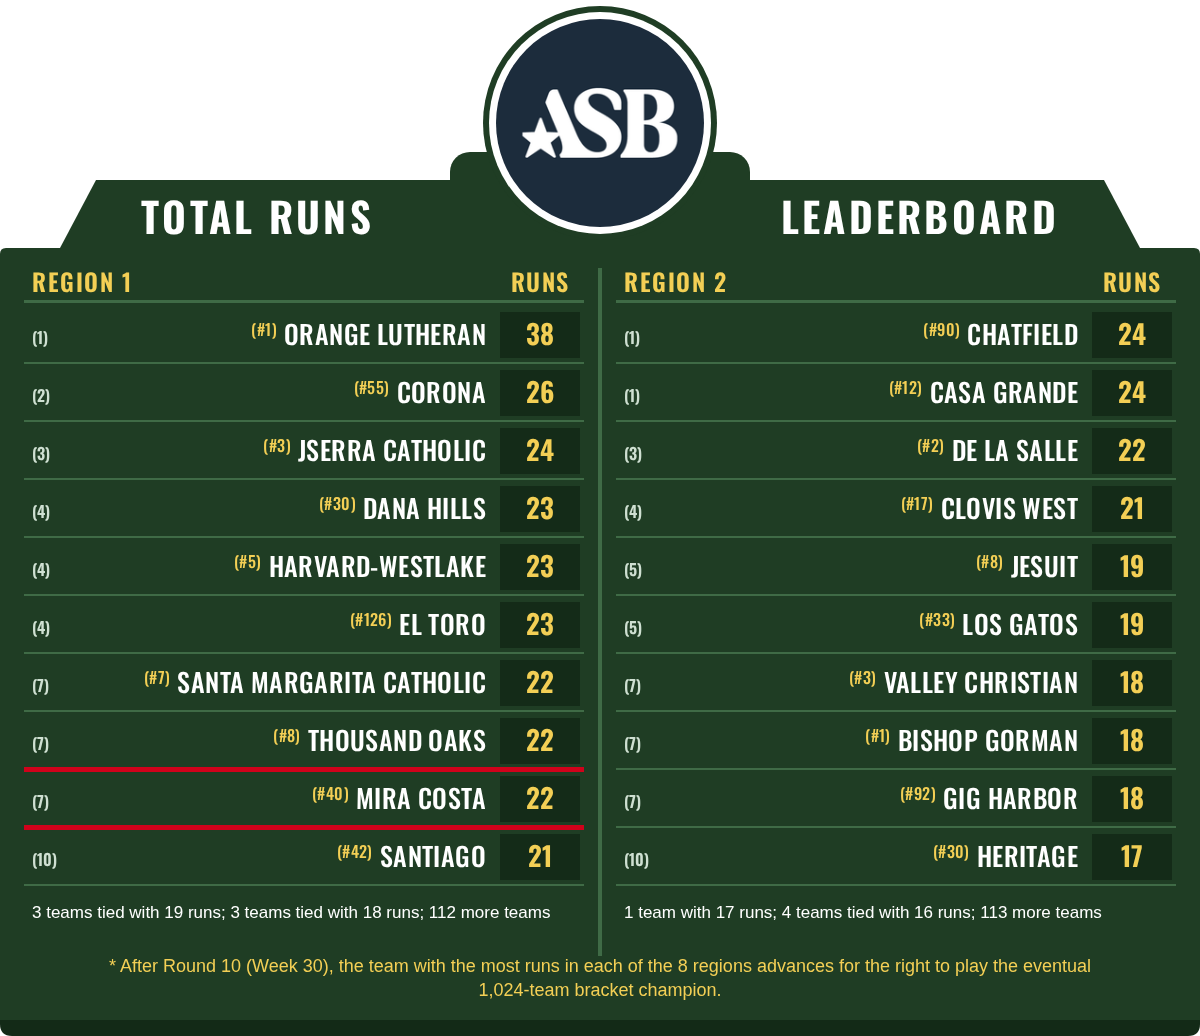 ASB
TOTAL RUNS
LEADERBOARD
REGION 1 RUNS
(1) (#1) ORANGE LUTHERAN 38
(2) (#55) CORONA 26
(3) (#3) JSERRA CATHOLIC 24
(4) (#30) DANA HILLS 23
(4) (#5) HARVARD-WESTLAKE 23
(4) (#126) EL TORO 23
(7) (#7) SANTA MARGARITA CATHOLIC 22
(7) (#8) THOUSAND OAKS 22
(7) (#40) MIRA COSTA 22
(10) (#42) SANTIAGO 21
3 teams tied with 19 runs; 3 teams tied with 18 runs; 112 more teams
REGION 2 RUNS
(1) (#90) CHATFIELD 24
(1) (#12) CASA GRANDE 24
(3) (#2) DE LA SALLE 22
(4) (#17) CLOVIS WEST 21
(5) (#8) JESUIT 19
(5) (#33) LOS GATOS 19
(7) (#3) VALLEY CHRISTIAN 18
(7) (#1) BISHOP GORMAN 18
(7) (#92) GIG HARBOR 18
(10) (#30) HERITAGE 17
1 team with 17 runs; 4 teams tied with 16 runs; 113 more teams
* After Round 10 (Week 30), the team with the most runs in each of the 8 regions advances for the right to play the eventual
1,024-team bracket champion.